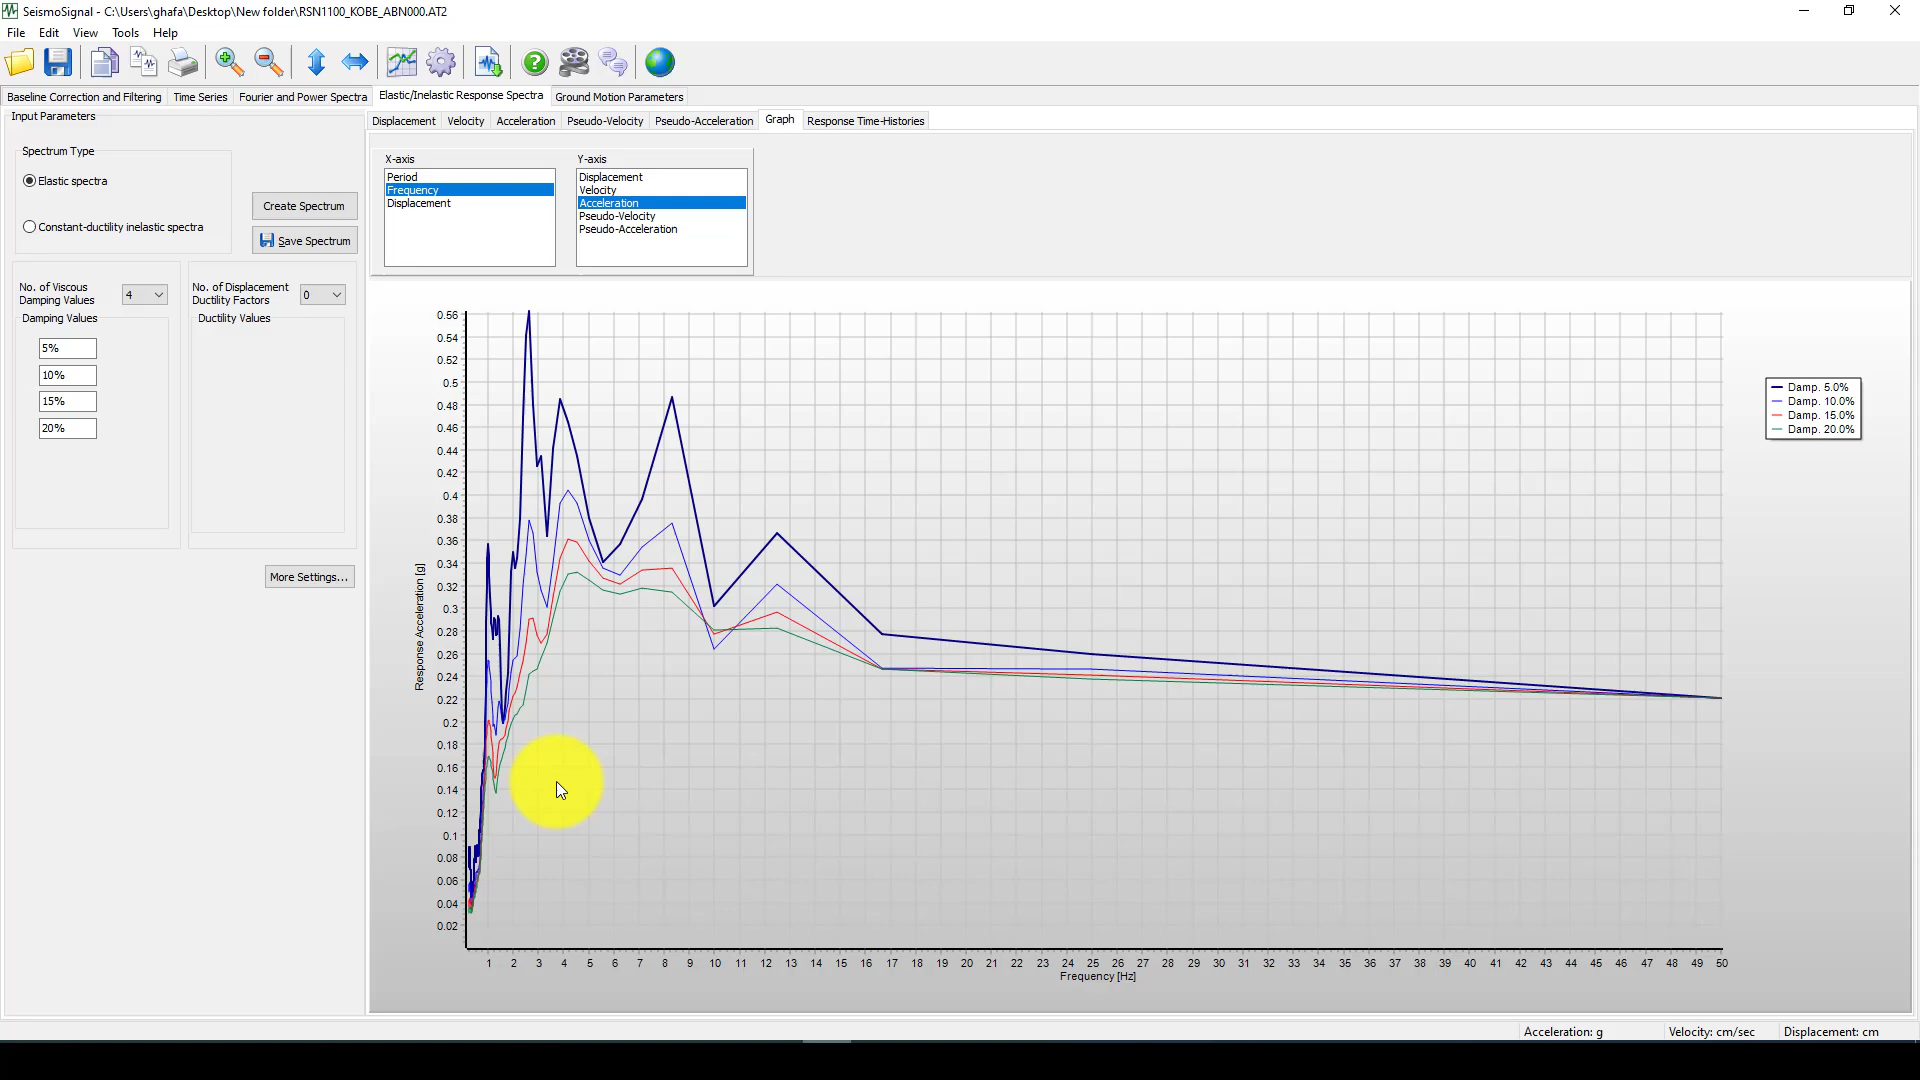 SeismoSignal - C:\Users\ghafa\Desktop\New folder\RSN1100_KOBE_ABN000.AT2
File Edit View Tools Help
Baseline Correction and Filtering Time Series Fourier and Power Spectra Elastic/Inelastic Response Spectra Ground Motion Parameters
Input Parameters
Spectrum Type
Elastic spectra
Constant-ductility inelastic spectra
Create Spectrum
Save Spectrum
No. of Viscous
Damping Values
4
No. of Displacement
Ductility Factors
0
Damping Values
5%
10%
15%
20%
Ductility Values
More Settings...
Displacement Velocity Acceleration Pseudo-Velocity Pseudo-Acceleration Graph Response Time-Histories
X-axis
Period
Frequency
Displacement
Y-axis
Displacement
Velocity
Acceleration
Pseudo-Velocity
Pseudo-Acceleration
0.56
0.54
0.52
0.5
0.48
0.46
0.44
0.42
0.4
0.38
0.36
0.34
0.32
0.3
0.28
0.26
0.24
0.22
0.2
0.18
0.16
0.14
0.12
0.1
0.08
0.06
0.04
0.02
Response Acceleration [g]
1 2 3 4 5 6 7 8 9 10 11 12 13 14 15 16 17 18 19 20 21 22 23 24 25 26 27 28 29 30 31 32 33 34 35 36 37 38 39 40 41 42 43 44 45 46 47 48 49 50
Frequency [Hz]
Damp. 5.0%
Damp. 10.0%
Damp. 15.0%
Damp. 20.0%
Acceleration: g Velocity: cm/sec Displacement: cm